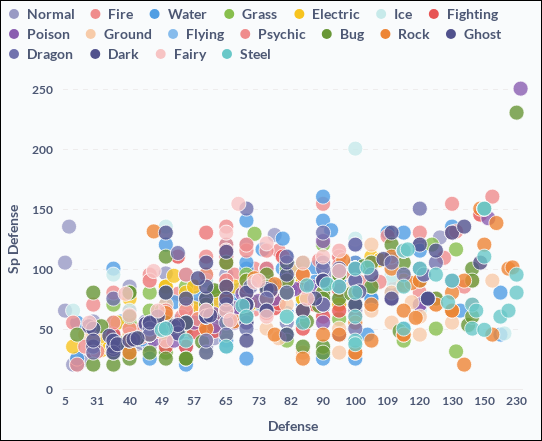 Normal Fire Water Grass Electric Ice Fighting
Poison Ground Flying Psychic Bug Rock Ghost
Dragon Dark Fairy Steel
250
200
150
100
50
0
Sp Defense
5 31 40 49 57 65 73 82 90 100 109 120 130 150 230
Defense